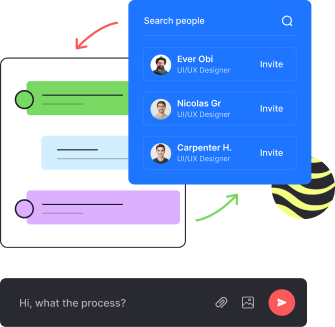 Search people
Ever Obi
UI/UX Designer
Invite
Nicolas Gr
UI/UX Designer
Invite
Carpenter H.
UI/UX Designer
Invite
Hi, what the process?